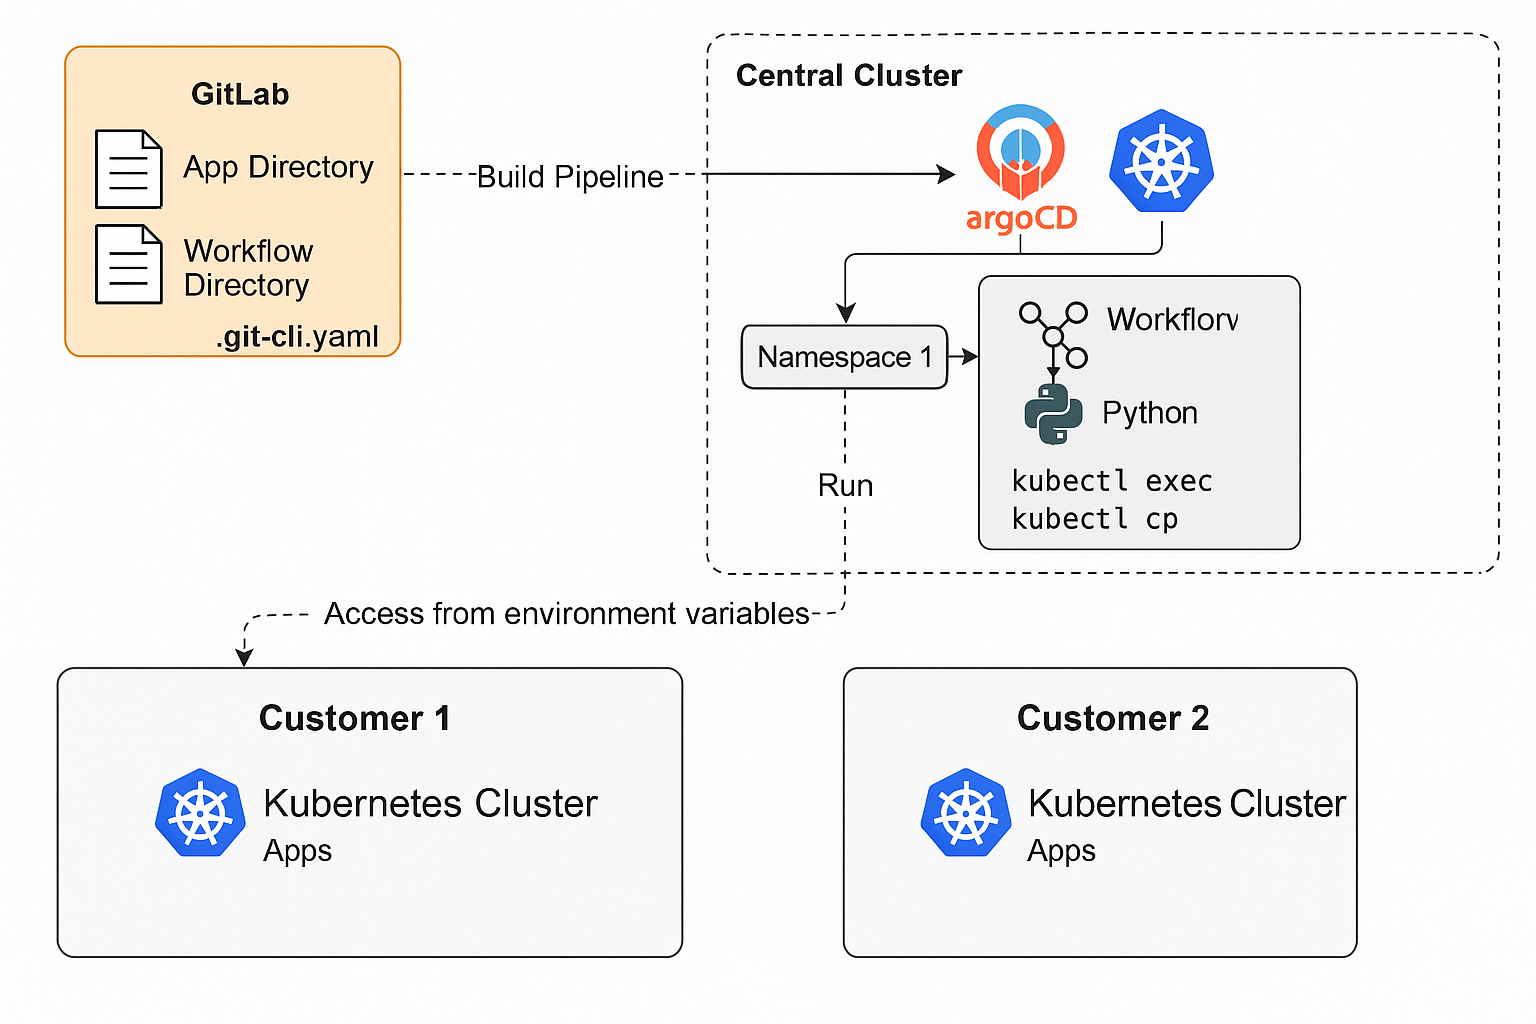 GitLab
App Directory
Workflow
Directory
.git-cli.yaml
Build Pipeline
Central Cluster
argoCD
Namespace 1
Workflorv
Python
kubectl exec
kubectl cp
Run
Access from environment variables
Customer 1
Kubernetes Cluster
Apps
Customer 2
Kubernetes Cluster
Apps